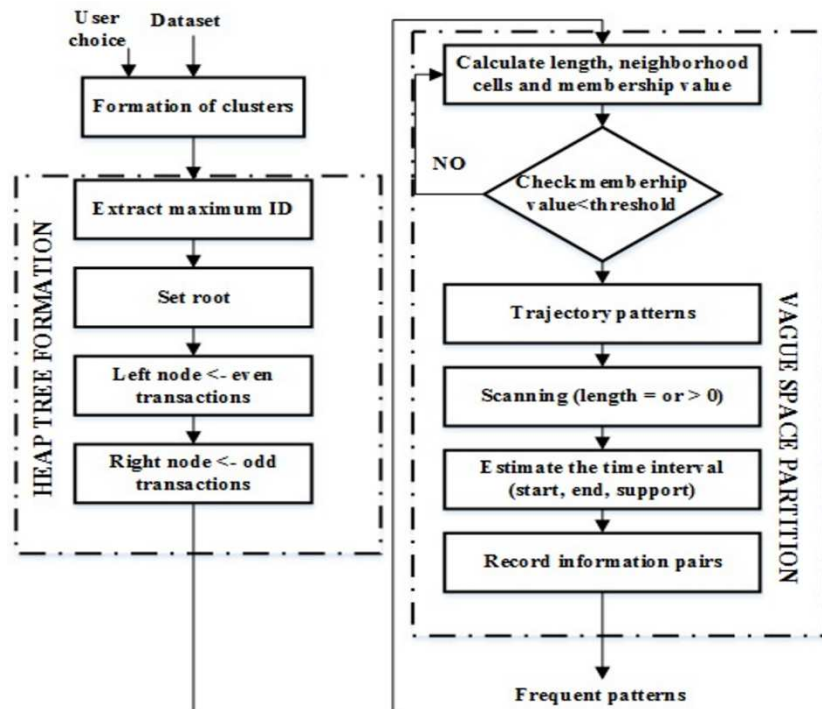 User
choice
Dataset
Formation of clusters
HEAP TREE FORMATION
Extract maximum ID
Set root
Left node <- even
transactions
Right node <- odd
transactions
Calculate length, neighborhood
cells and membership value
NO
Check memberhip
value<threshold
Trajectory patterns
Scanning (length = or > 0)
Estimate the time interval
(start, end, support)
Record information pairs
VAGUE SPACE PARTITION
Frequent patterns